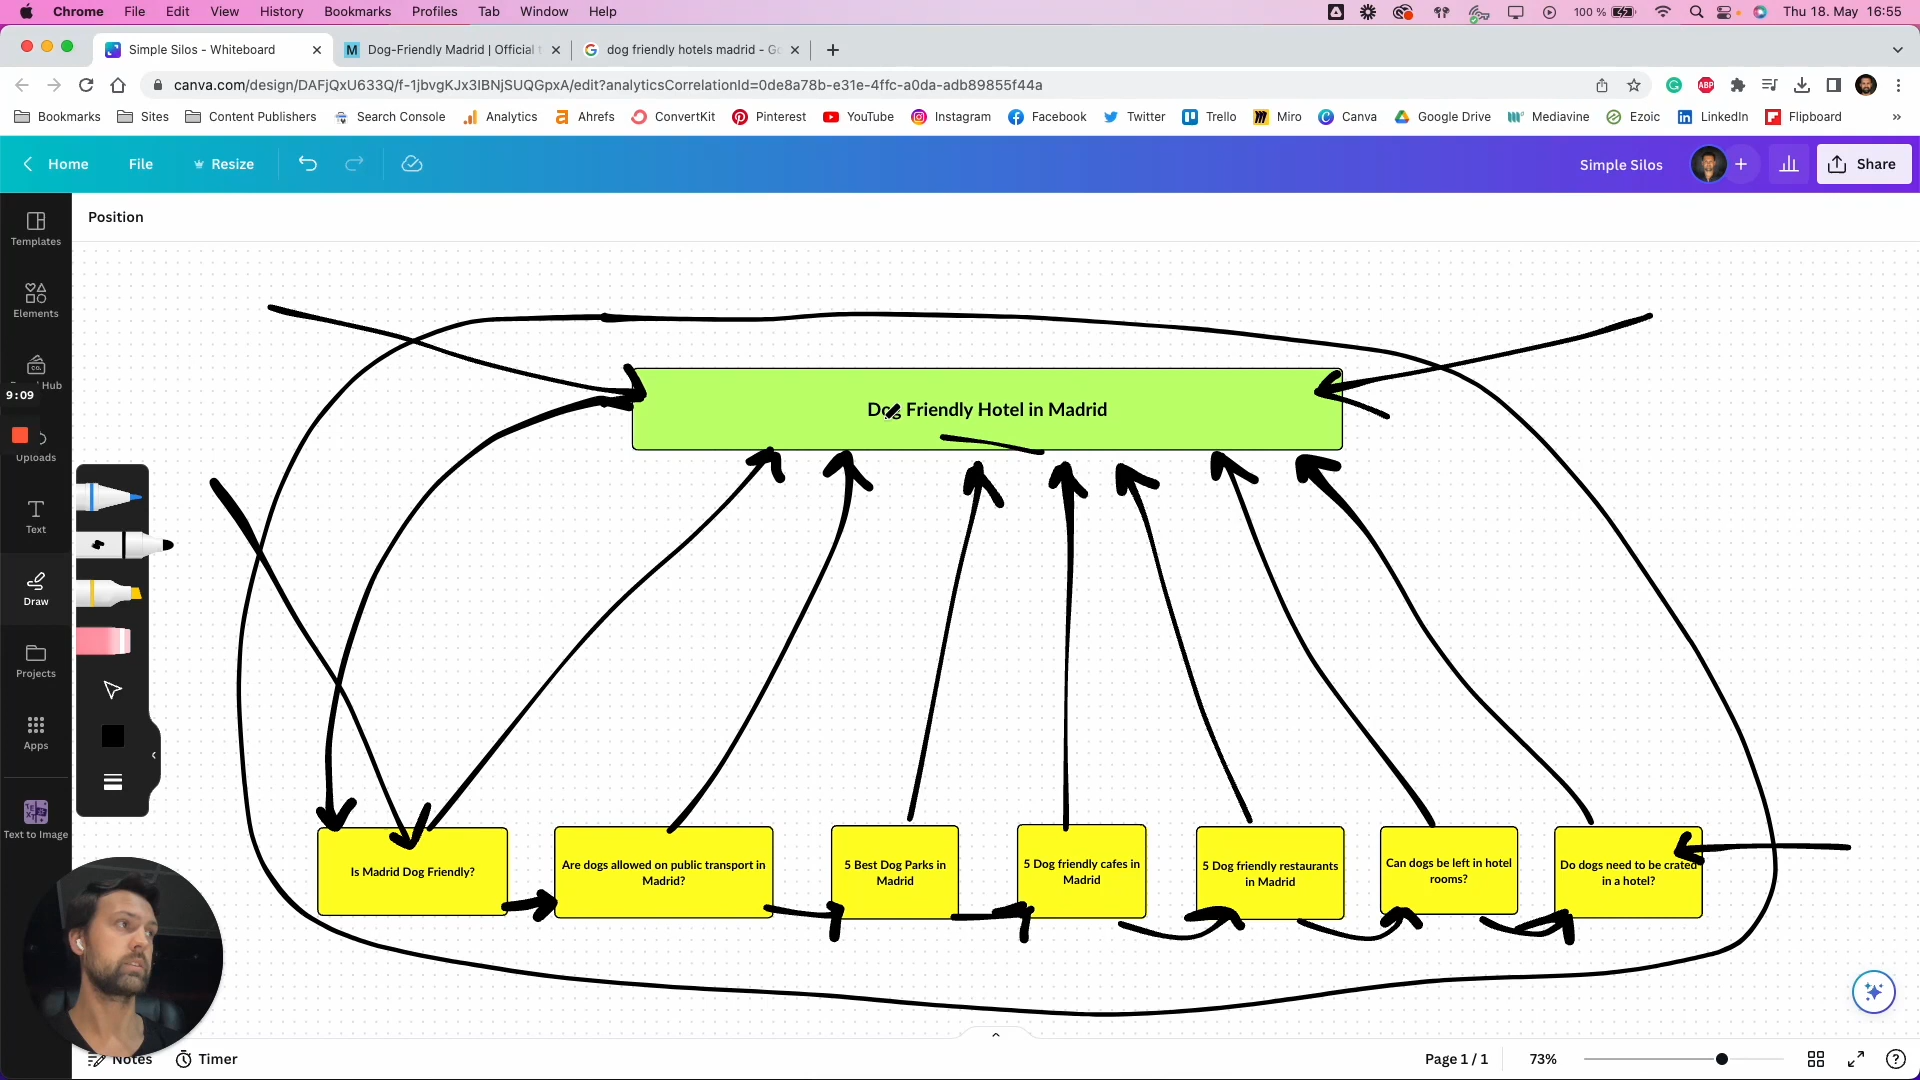 Chrome File Edit View History Bookmarks Profiles Tab Window Help 100 % Thu 18. May 16:55
Simple Silos - Whiteboard Dog-Friendly Madrid | Official dog friendly hotels madrid -
canva.com/design/DAFjQxU633Q/f-1jbvgKJx3IBNjSUQGpxA/edit?analyticsCorrelationId=0de8a78b-e31e-4ffc-a0da-adb89855f44a ABP
Bookmarks Sites Content Publishers Search Console Analytics Ahrefs ConvertKit Pinterest YouTube Instagram Facebook Twitter Trello Miro Canva Google Drive Mediavine Ezoic LinkedIn Flipboard
Home File Resize Simple Silos Share
Position
Templates
Elements
Hub
9:09
Uploads
Text
Draw
Projects
Apps
Text to Image
Dog Friendly Hotel in Madrid
Is Madrid Dog Friendly?
Are dogs allowed on public transport in
Madrid?
5 Best Dog Parks in
Madrid
5 Dog friendly cafes in
Madrid
5 Dog friendly restaurants
in Madrid
Can dogs be left in hotel
rooms?
Do dogs need to be crated
in a hotel?
Notes Timer Page 1 / 1 73%